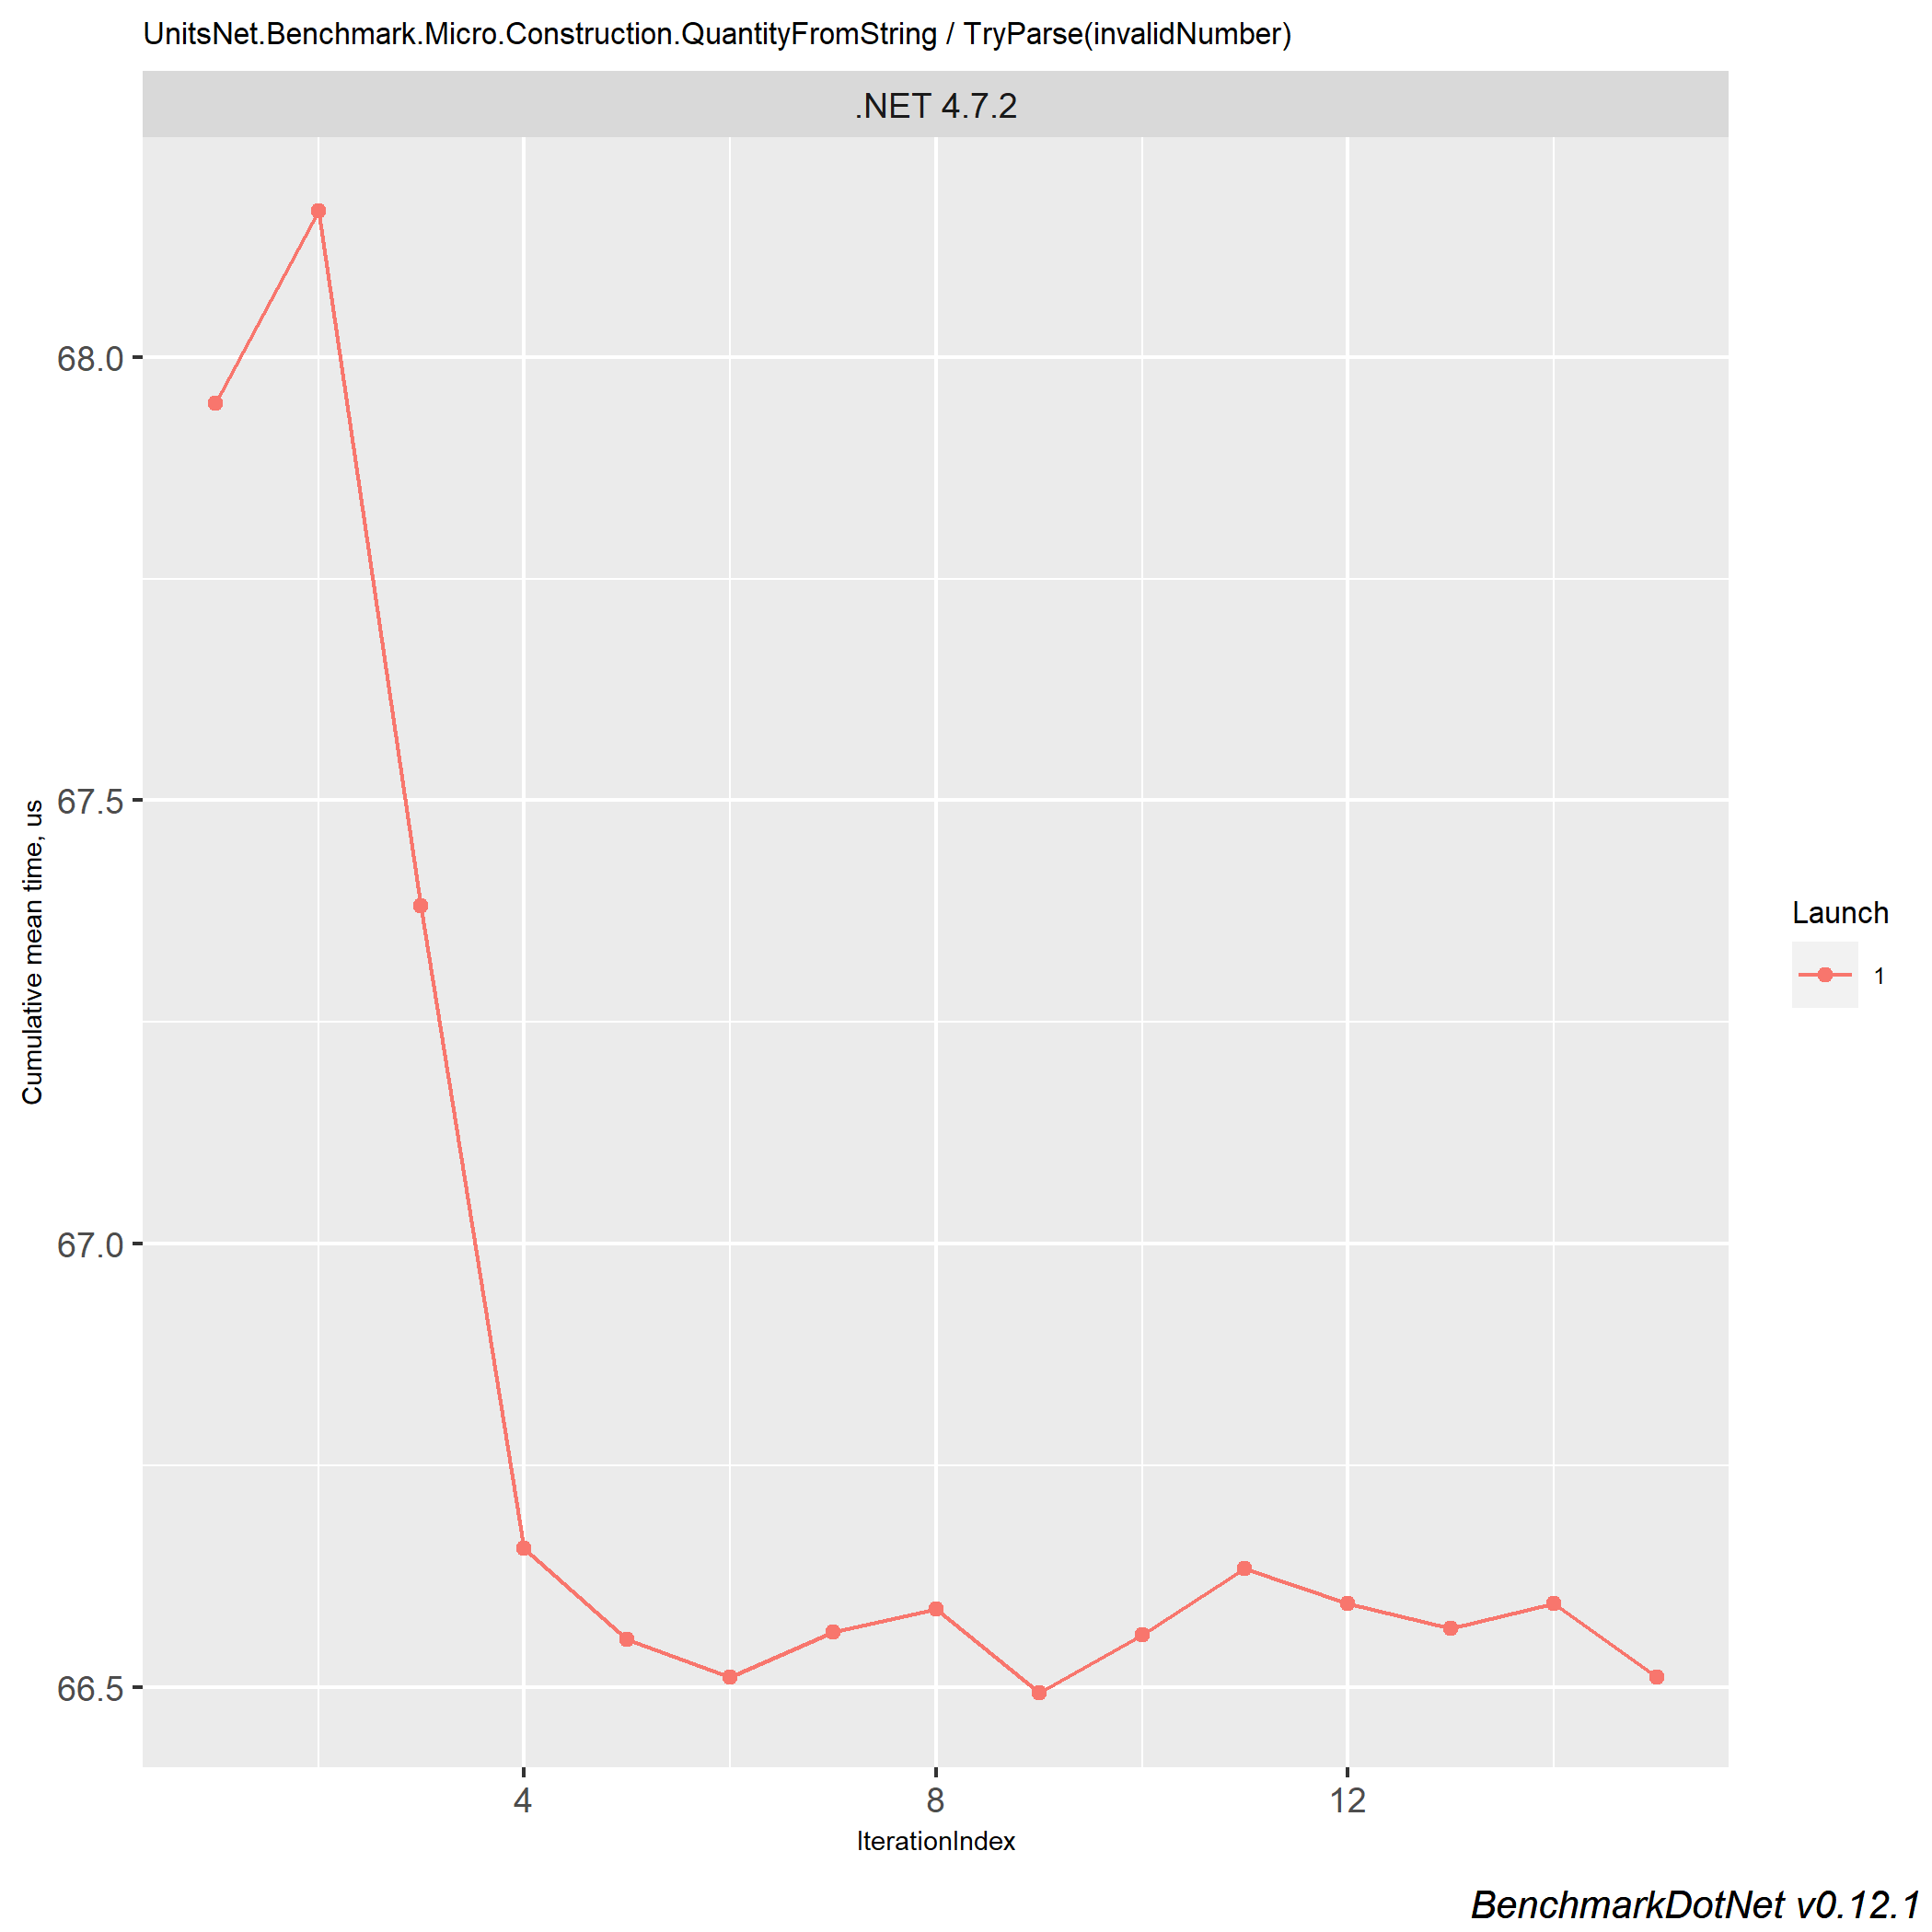 UnitsNet.Benchmark.Micro.Construction.QuantityFromString / TryParse(invalidNumber)
.NET 4.7.2
68.0
67.5
67.0
66.5
Cumulative mean time, us
4
8
12
IterationIndex
Launch
1
BenchmarkDotNet v0.12.1